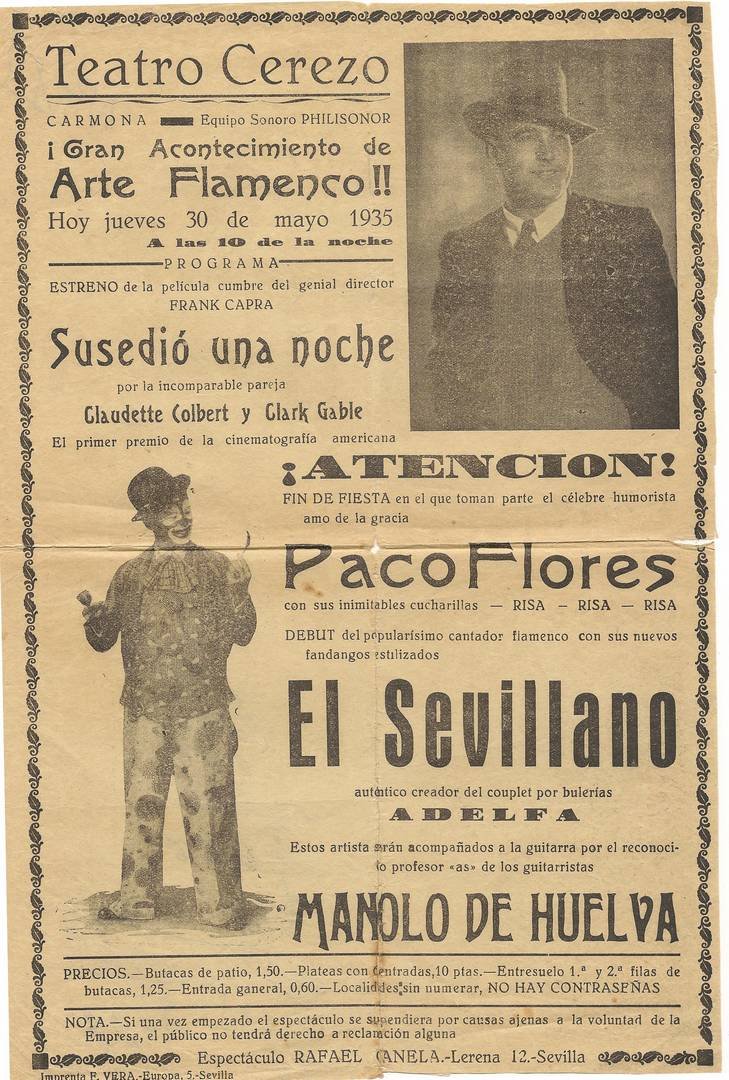 Teatro Cerezo
CARMONA Equipo Sonoro PHILISONOR
¡Gran Acontecimiento de
Arte Flamenco!!
Hoy jueves 30 de mayo 1935
A las 10 de la noche
PROGRAMA
ESTRENO de la película cumbre del genial director
FRANK CAPRA
Susedió una noche
por la incomparable pareja
Claudette Colbert y Clark Gable
El primer premio de la cinematografía americana
¡ATENCION!
FIN DE FIESTA en el que toman parte el célebre humorista
amo de la gracia
Paco Flores
con sus inimitables cucharillas — RISA — RISA — RISA
DEBUT del popularísimo cantador flamenco con sus nuevos
fandangos estilizados
El Sevillano
auténtico creador del couplet por bulerías
ADELFA
Estos artista serán acompañados a la guitarra por el reconoci-
do profesor «as» de los guitarristas
MANOLO DE HUELVA
PRECIOS.—Butacas de patio, 1,50.—Plateas con entradas,10 ptas.—Entresuelo 1.ª y 2.ª filas de
butacas, 1,25.—Entrada ganeral, 0,60.—Localiddes sin numerar, NO HAY CONTRASEÑAS
NOTA.—Si una vez empezado el espectáculo se supendiera por causas ajenas a la voluntad de la
Empresa, el público no tendrá derecho a reclamación alguna
Espectáculo RAFAEL CANELA.-Lerena 12.-Sevilla
Imprenta F. VERA.-Europa, 5.-Sevilla